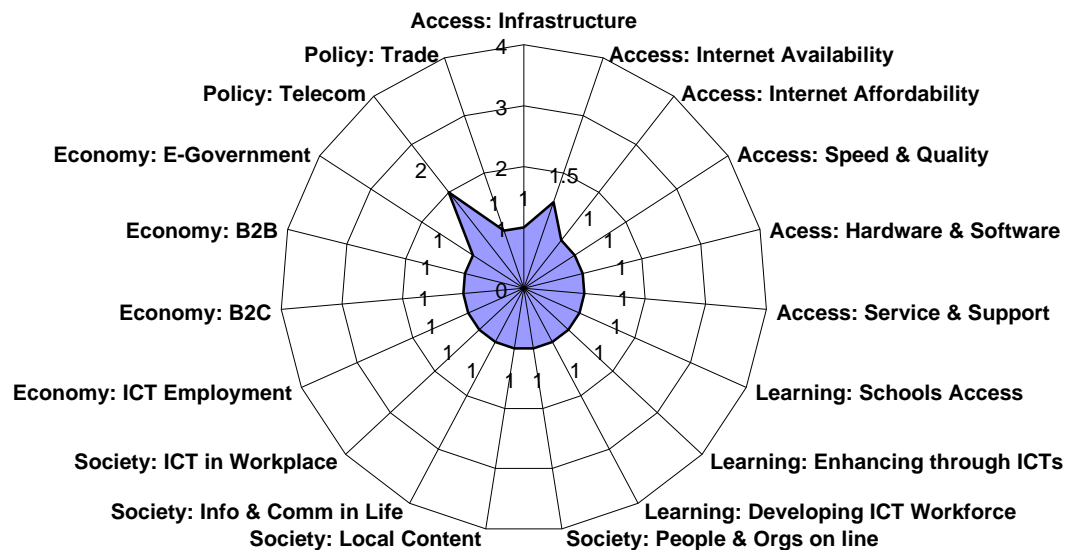 Access: Infrastructure
Policy: Trade 4 Access: Internet Availability
Policy: Telecom Access: Internet Affordability
3
Economy: E-Government 2 2 1.5 Access: Speed & Quality
1 1 1
Economy: B2B 1 1 1 Acess: Hardware & Software
1 1
Economy: B2C 1 0 1 Access: Service & Support
1 1
Economy: ICT Employment 1 1 Learning: Schools Access
1 1 1 1
Society: ICT in Workplace Learning: Enhancing through ICTs
Society: Info & Comm in Life Learning: Developing ICT Workforce
Society: Local Content Society: People & Orgs on line